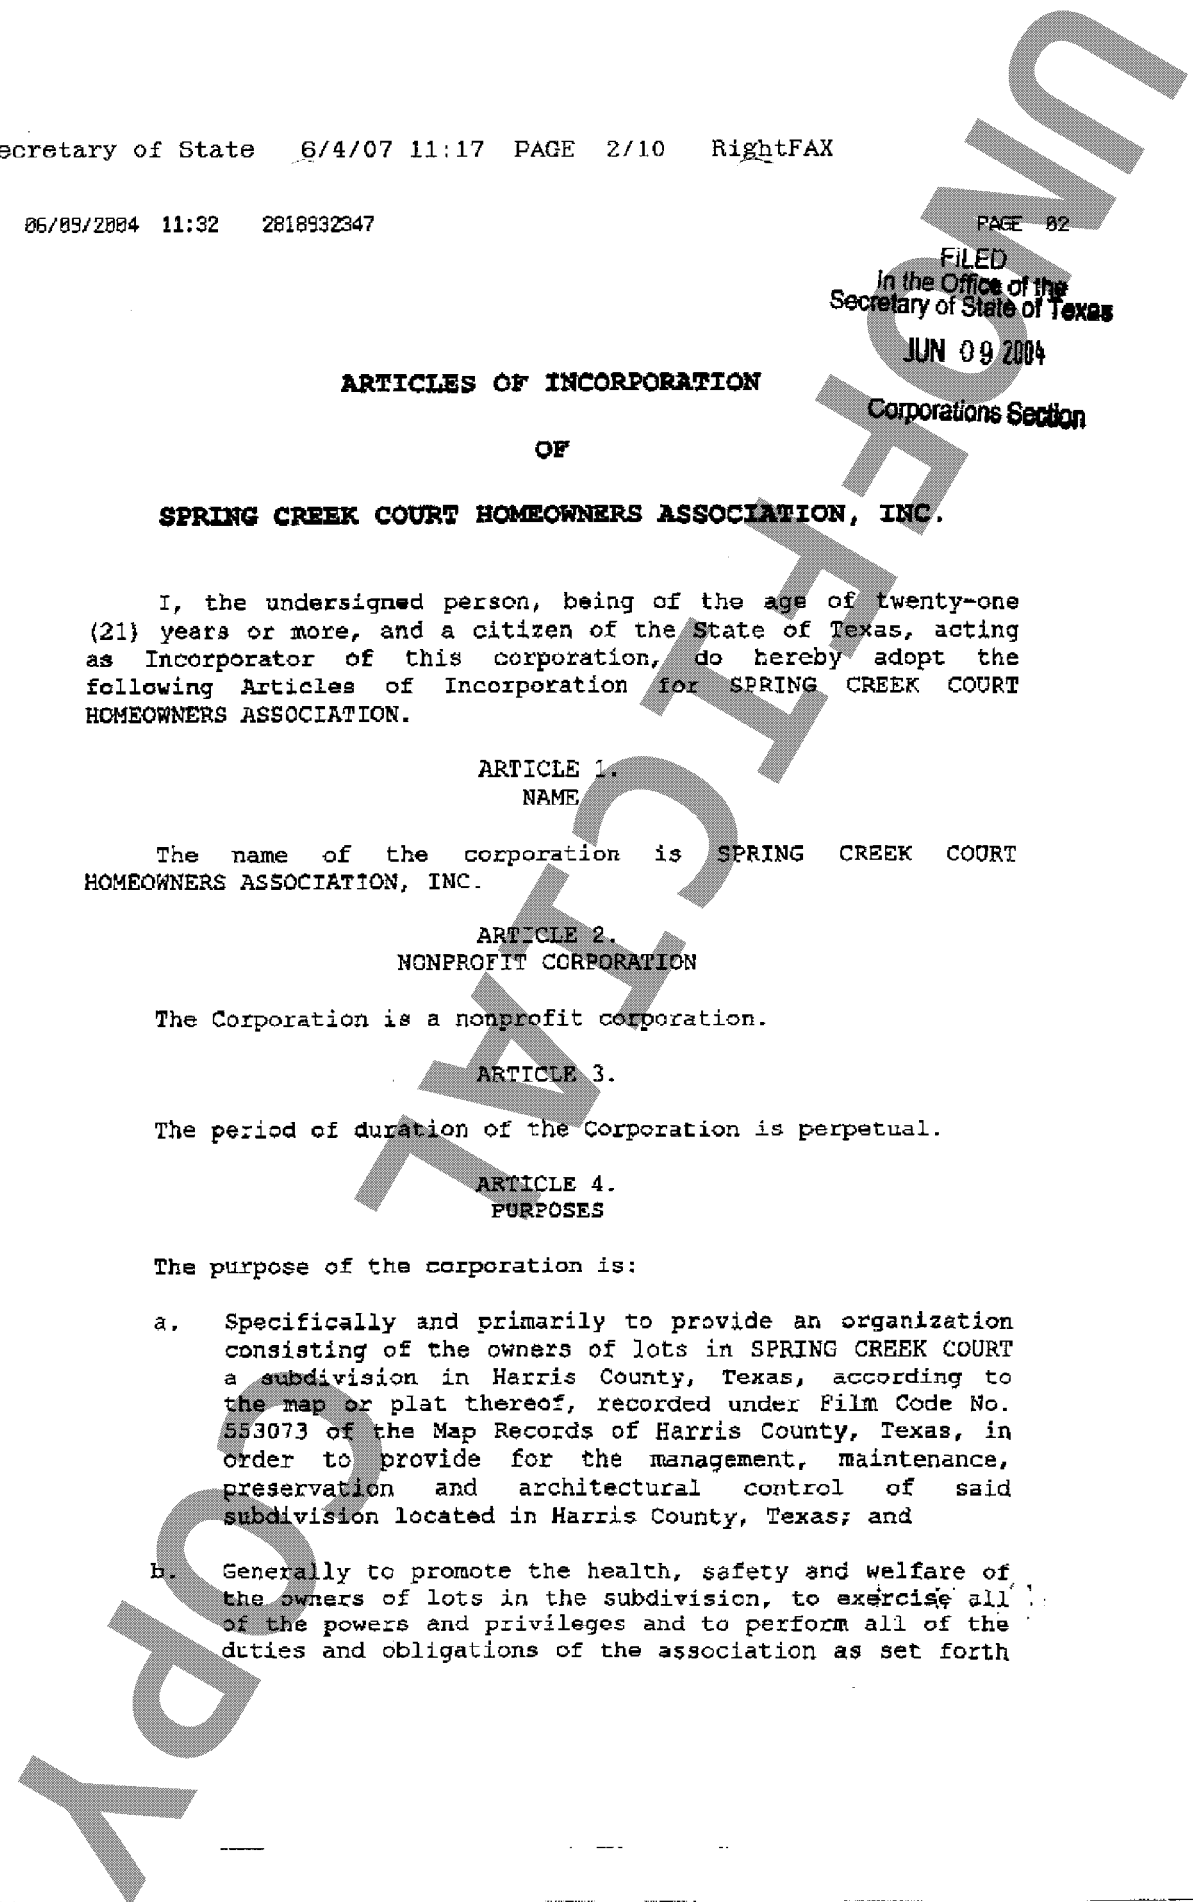 ecretary of State 6/4/07 11:17 PAGE 2/10 RightFAX
06/09/2004 11:32 2818932347 PAGE 02
FILED
In the Office of the
Secretary of State of Texas
JUN 09 2004
Corporations Section
ARTICLES OF INCORPORATION
OF
SPRING CREEK COURT HOMEOWNERS ASSOCIATION, INC.
I, the undersigned person, being of the age of twenty-one
(21) years or more, and a citizen of the State of Texas, acting
as Incorporator of this corporation, do hereby adopt the
following Articles of Incorporation for SPRING CREEK COURT
HOMEOWNERS ASSOCIATION.
ARTICLE 1.
NAME
The name of the corporation is SPRING CREEK COURT
HOMEOWNERS ASSOCIATION, INC.
ARTICLE 2.
NONPROFIT CORPORATION
The Corporation is a nonprofit corporation.
ARTICLE 3.
The period of duration of the Corporation is perpetual.
ARTICLE 4.
PURPOSES
The purpose of the corporation is:
a. Specifically and primarily to provide an organization
consisting of the owners of lots in SPRING CREEK COURT
a subdivision in Harris County, Texas, according to
the map or plat thereof, recorded under Film Code No.
553073 of the Map Records of Harris County, Texas, in
order to provide for the management, maintenance,
preservation and architectural control of said
subdivision located in Harris County, Texas; and
b. Generally to promote the health, safety and welfare of
the owners of lots in the subdivision, to exercise all
of the powers and privileges and to perform all of the
duties and obligations of the association as set forth
UNOFFICIAL COPY